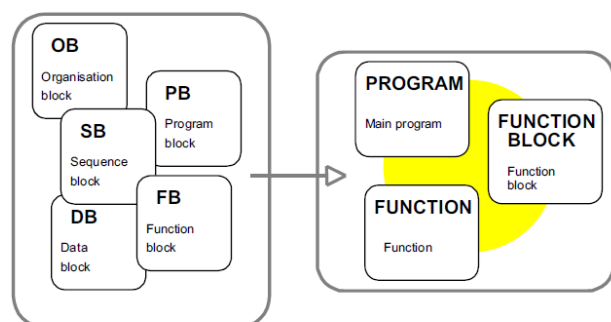 OB
Organisation
block
PB
Program
block
SB
Sequence
block
FB
Function
block
DB
Data
block
PROGRAM
Main program
FUNCTION
BLOCK
Function
block
FUNCTION
Function